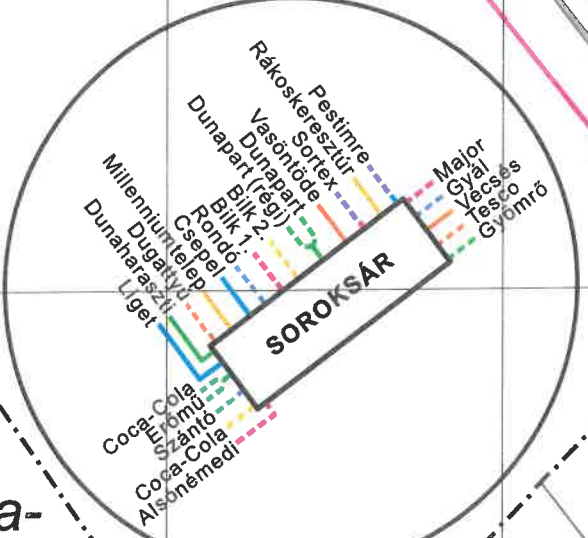 Pestimre
Rákoskeresztúr
Sortex
Vasöntöde
Dunapart
Dunapart (régi)
Bilk 2.
Bilk 1
Rondó
Csepel
Millenniumtelep
Dugattyú
Dunaharaszti
Liget
Major
Gyál
Vecsés
Tesco
Gyömrő
SOROKSÁR
Coca-Cola
Erőmű
Szántó
Coca-Cola
Alsónémedi
a-